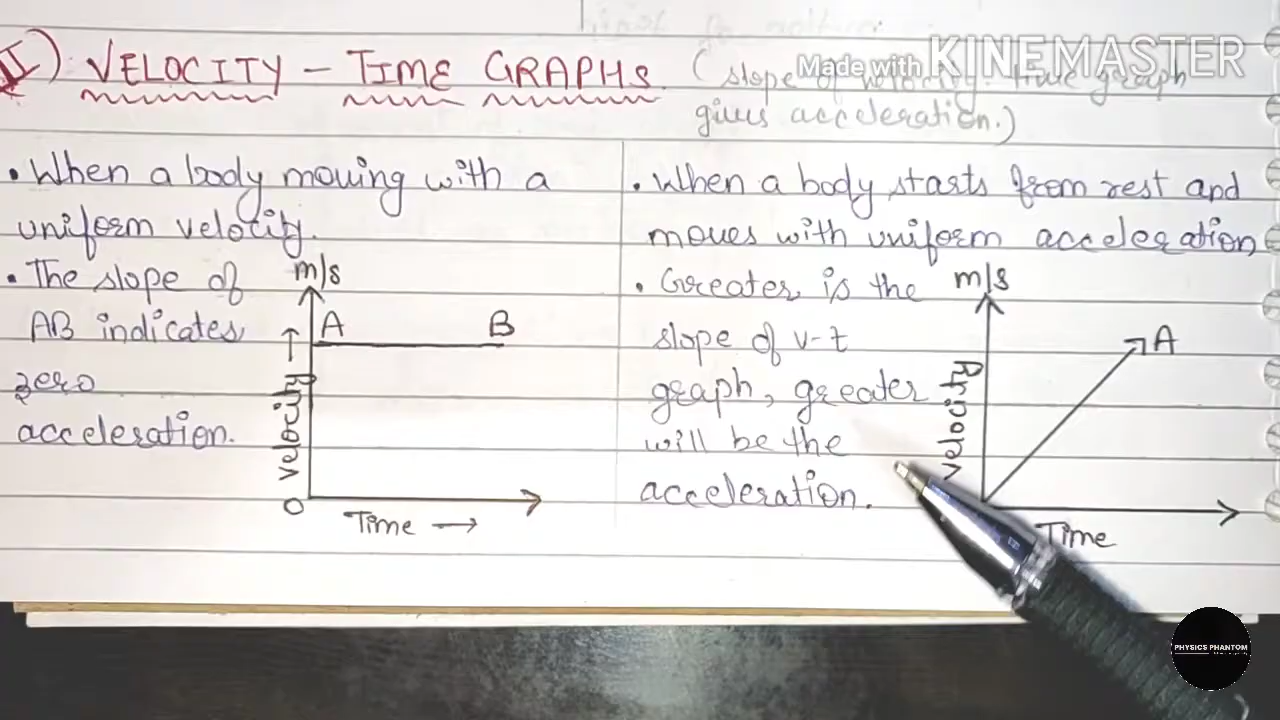 II) VELOCITY – TIME GRAPHS. (slope of velocity-time graph
gives acceleration.)
Made with KINEMASTER
• When a body moving with a
uniform velocity.
• The slope of
AB indicates
zero
acceleration.
m/s
A B
velocity →
O
Time →
• When a body starts from rest and
moves with uniform acceleration
• Greater is the
slope of v-t
graph, greater
will be the
acceleration.
m/s
A
velocity
Time
PHYSICS PHANTOM